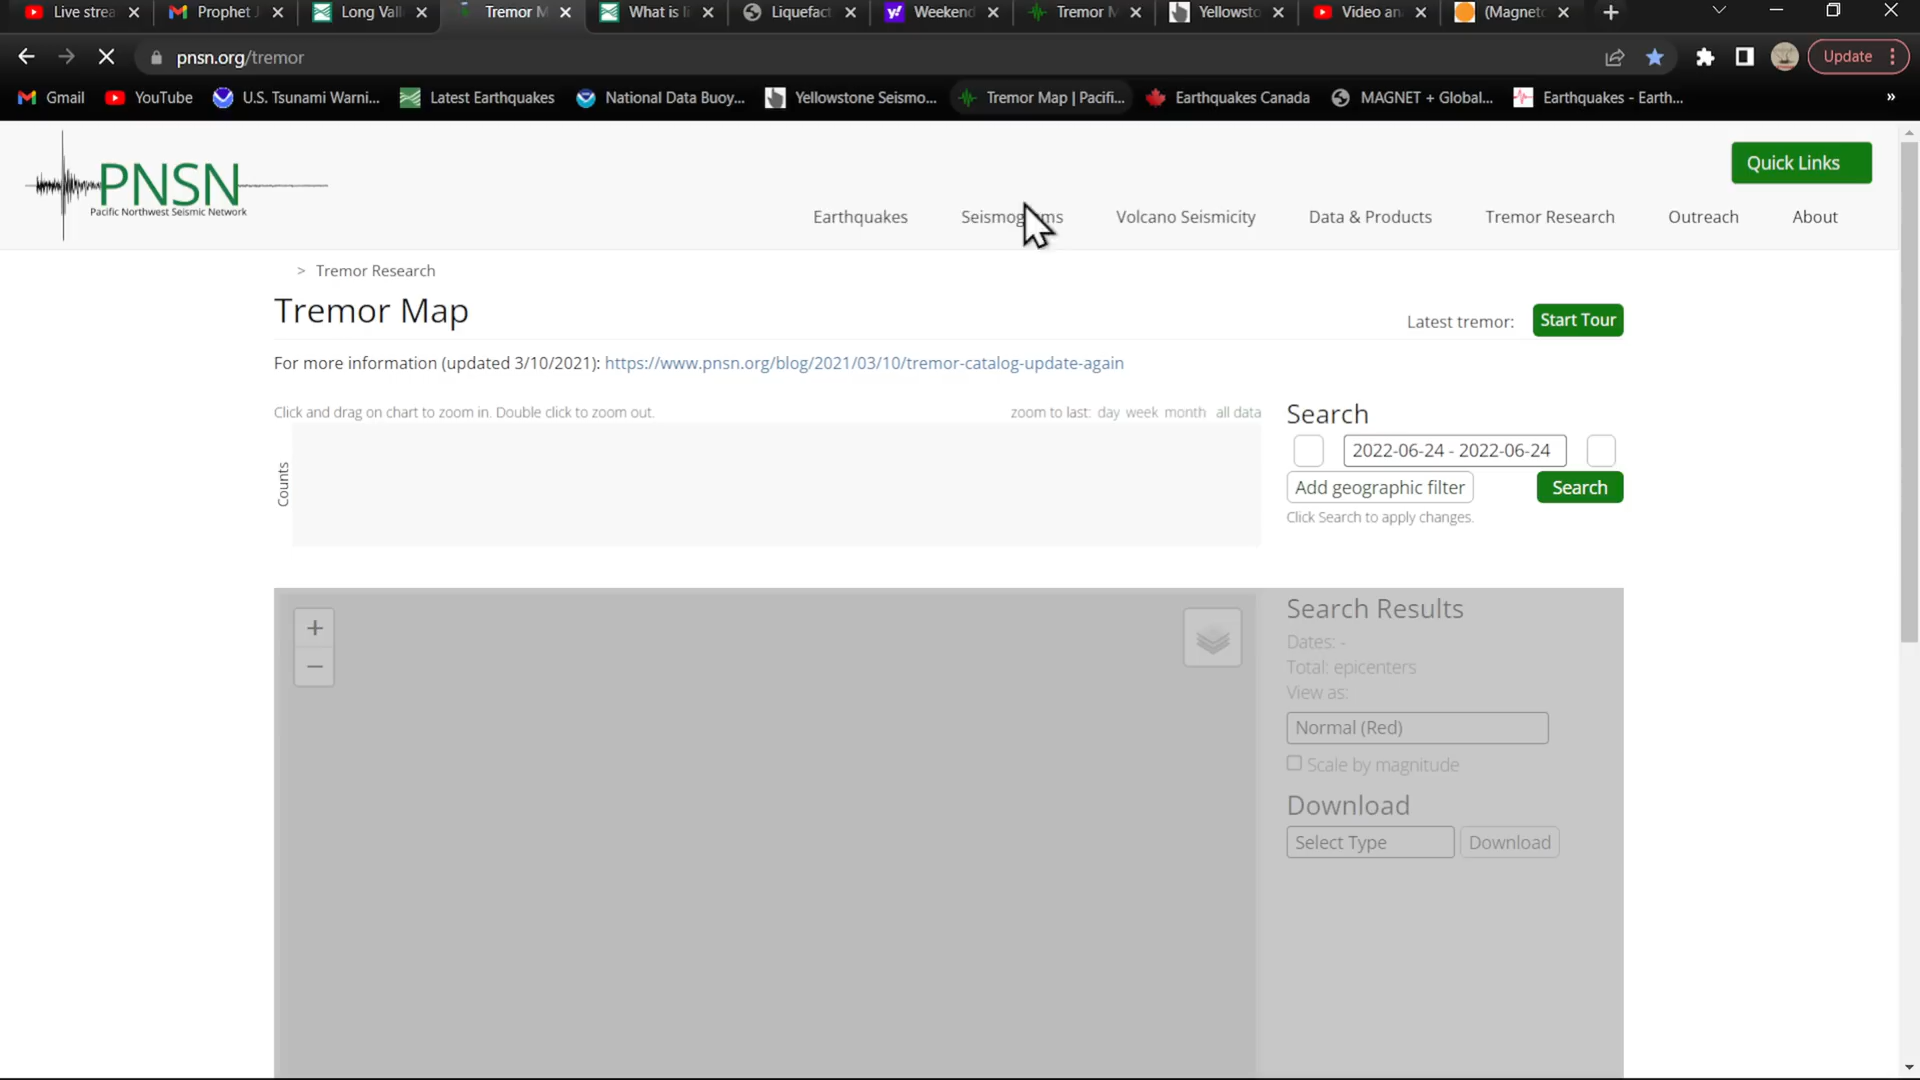 Live strea
Prophet J
Long Vall
Tremor M
What is li
Liquefact
Weekend
Tremor M
Yellowsto
Video an
(Magneto
pnsn.org/tremor
Update
Gmail
YouTube
U.S. Tsunami Warni...
Latest Earthquakes
National Data Buoy...
Yellowstone Seismo...
Tremor Map | Pacifi...
Earthquakes Canada
MAGNET + Global...
Earthquakes - Earth...
»
PNSN
Pacific Northwest Seismic Network
Quick Links
Earthquakes
Seismograms
Volcano Seismicity
Data & Products
Tremor Research
Outreach
About
> Tremor Research
Tremor Map
Latest tremor:
Start Tour
For more information (updated 3/10/2021): https://www.pnsn.org/blog/2021/03/10/tremor-catalog-update-again
Click and drag on chart to zoom in. Double click to zoom out.
zoom to last: day week month all data
Counts
Search
2022-06-24 - 2022-06-24
Add geographic filter
Search
Click Search to apply changes.
+
−
Search Results
Dates: -
Total: epicenters
View as:
Normal (Red)
Scale by magnitude
Download
Select Type
Download